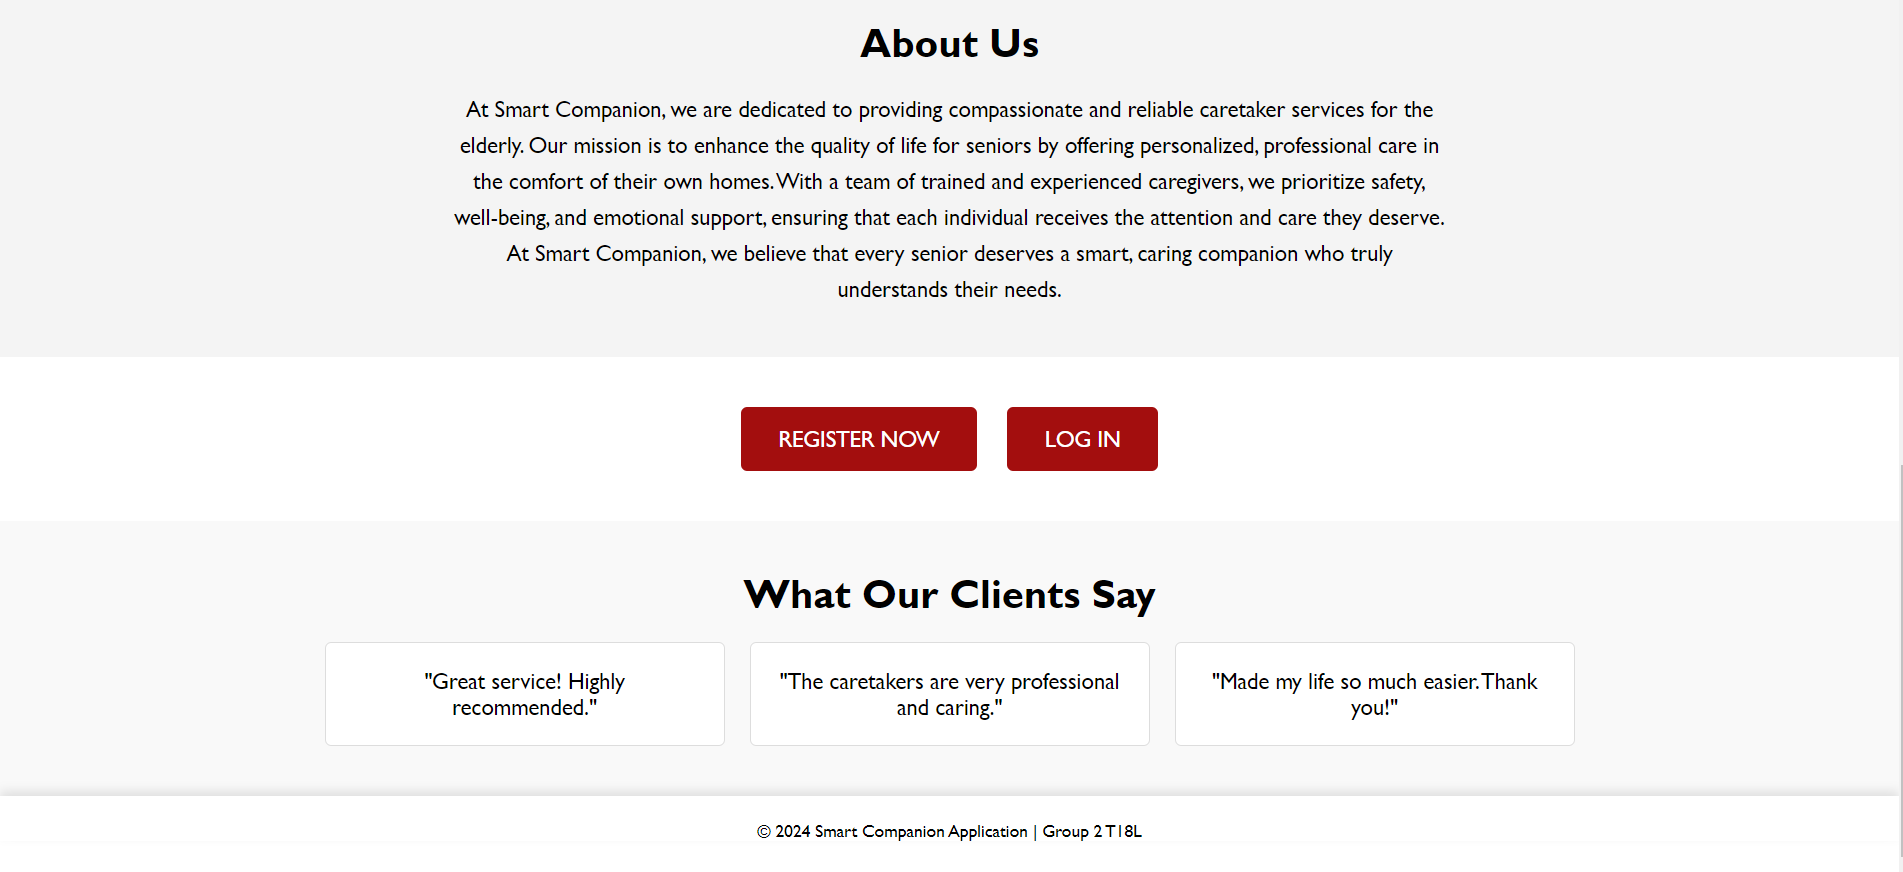 About Us
At Smart Companion, we are dedicated to providing compassionate and reliable caretaker services for the
elderly. Our mission is to enhance the quality of life for seniors by offering personalized, professional care in
the comfort of their own homes. With a team of trained and experienced caregivers, we prioritize safety,
well-being, and emotional support, ensuring that each individual receives the attention and care they deserve.
At Smart Companion, we believe that every senior deserves a smart, caring companion who truly
understands their needs.
REGISTER NOW
LOG IN
What Our Clients Say
"Great service! Highly
recommended."
"The caretakers are very professional
and caring."
"Made my life so much easier. Thank
you!"
© 2024 Smart Companion Application | Group 2 T18L